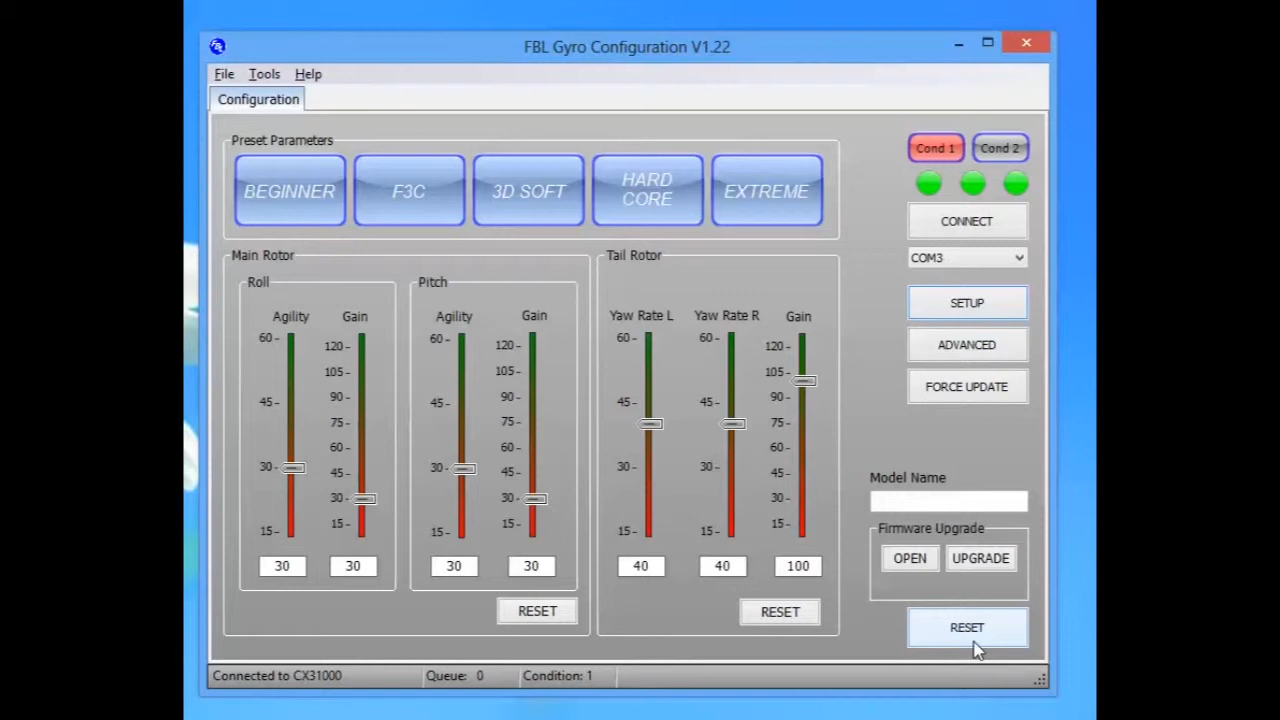 FBL
FBL Gyro Configuration V1.22
File Tools Help
Configuration
Preset Parameters
BEGINNER
F3C
3D SOFT
HARD
CORE
EXTREME
Cond 1
Cond 2
CONNECT
COM3
SETUP
ADVANCED
FORCE UPDATE
Main Rotor
Roll
Agility
60
45
30
15
30
Gain
120
105
90
75
60
45
30
15
30
Pitch
Agility
60
45
30
15
30
Gain
120
105
90
75
60
45
30
15
30
RESET
Tail Rotor
Yaw Rate L
60
45
30
15
40
Yaw Rate R
60
45
30
15
40
Gain
120
105
90
75
60
45
30
15
100
RESET
Model Name
Firmware Upgrade
OPEN
UPGRADE
RESET
Connected to CX31000
Queue: 0
Condition: 1